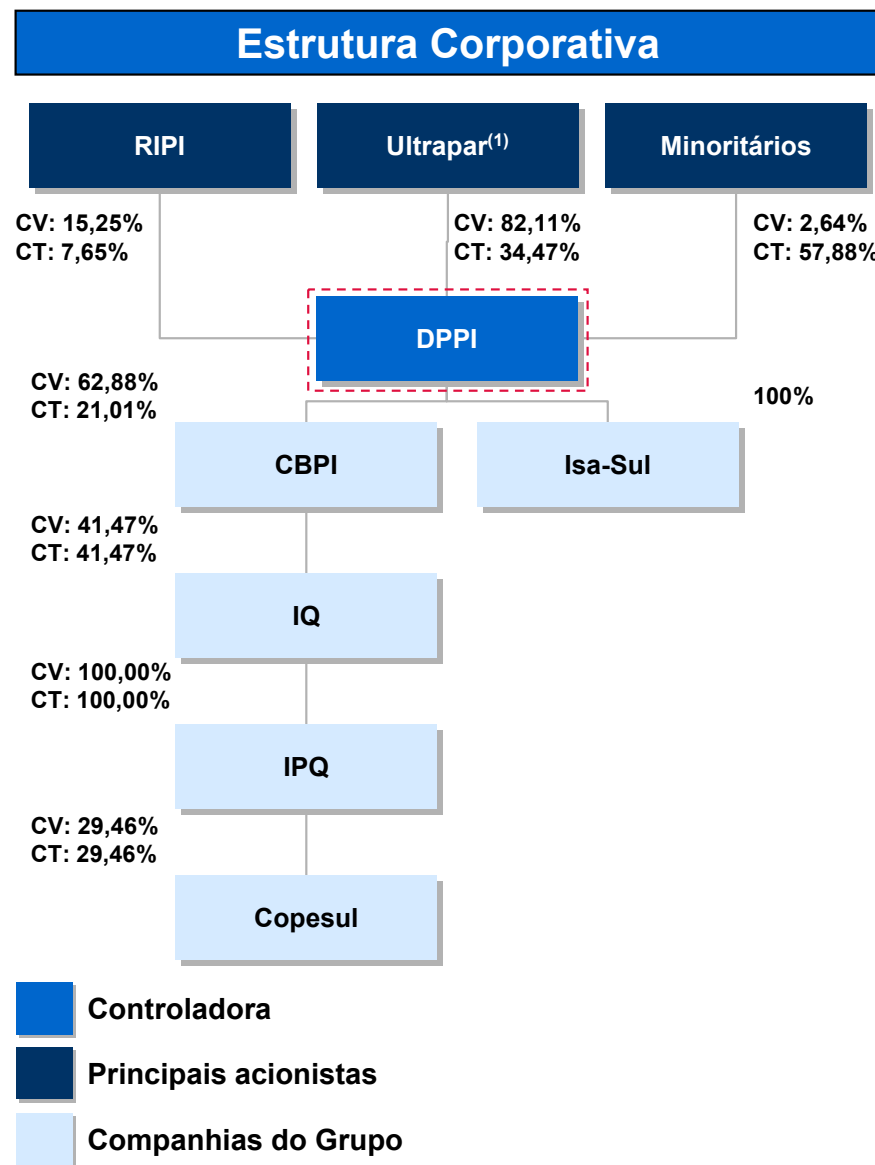 Estrutura Corporativa
RIPI
Ultrapar(1)
Minoritários
CV: 15,25%
CT: 7,65%
CV: 82,11%
CT: 34,47%
CV: 2,64%
CT: 57,88%
DPPI
CV: 62,88%
CT: 21,01%
100%
CBPI
Isa-Sul
CV: 41,47%
CT: 41,47%
IQ
CV: 100,00%
CT: 100,00%
IPQ
CV: 29,46%
CT: 29,46%
Copesul
Controladora
Principais acionistas
Companhias do Grupo